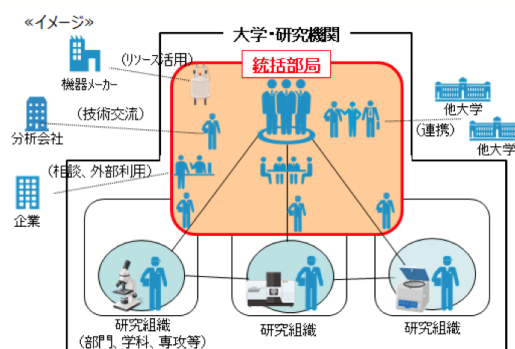 ≪イメージ≫
大学・研究機関
統括部局
(リソース活用)
機器メーカー
(技術交流)
分析会社
(相談、外部利用)
企業
他大学
(連携)
他大学
研究組織
(部門、学科、専攻等)
研究組織
研究組織